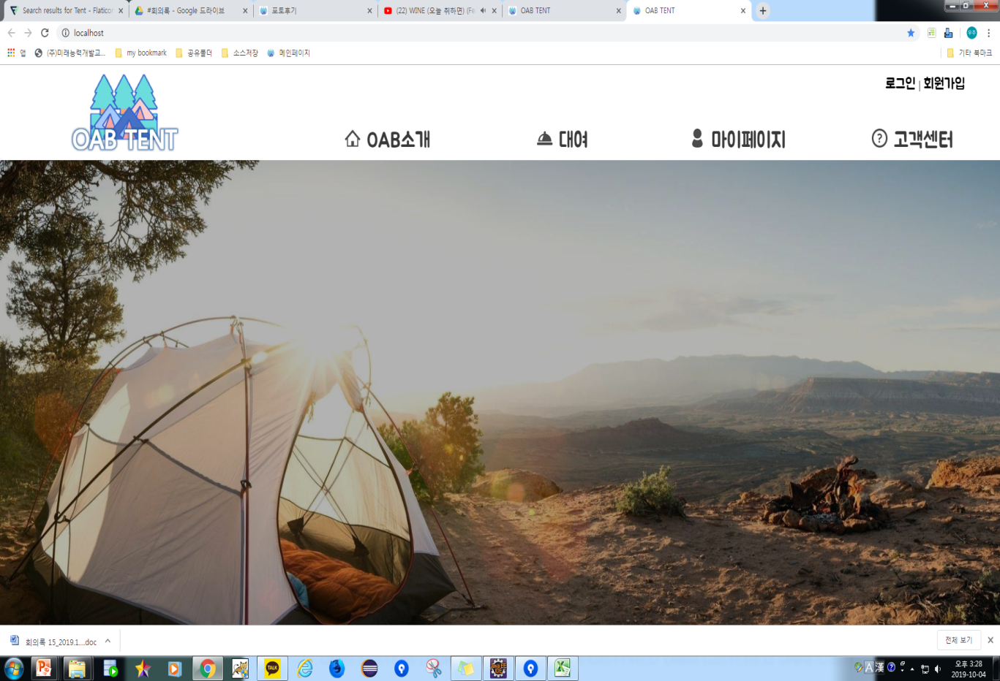 Search results for Tent - Flaticon
#회의록 - Google 드라이브
포토후기
(22) WINE (오늘 취하면) (Fe
OAB TENT
OAB TENT
localhost
앱
(주)미래능력개발교...
my bookmark
공유폴더
소스저장
메인페이지
기타 북마크
로그인 | 회원가입
OAB TENT
OAB소개
대여
마이페이지
고객센터
회의록 15_2019.1....doc
전체 보기
TALK
Java EE
IDE
A 漢
오후 3:28
2019-10-04